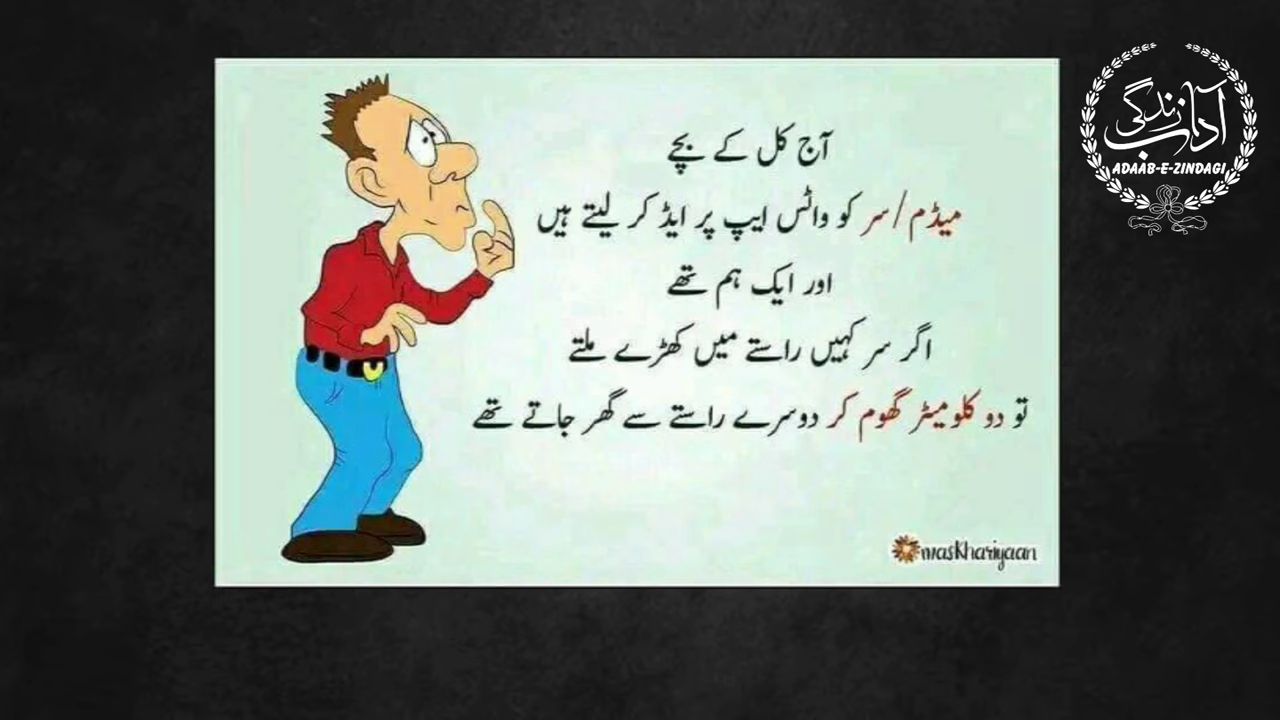 آج کل کے بچے
میڈم/سر کو واٹس ایپ پر ایڈ کر لیتے ہیں
اور ایک ہم تھے
اگر سر کہیں راستے میں کھڑے ملتے
تو دو کلومیٹر گھوم کر دوسرے راستے سے گھر جاتے تھے
maskhariyaan
آدابِ زندگی
ADAAB-E-ZINDAGI